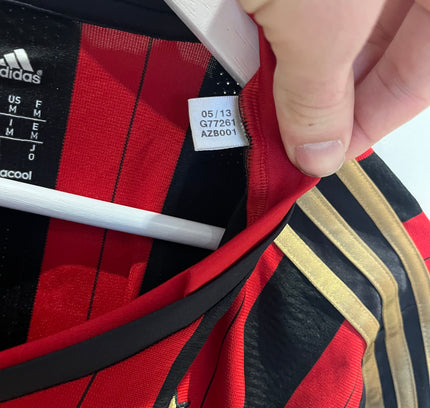 adidas
US F
M M
I E
M M
J
O
acool
05/13
G77261
AZB001